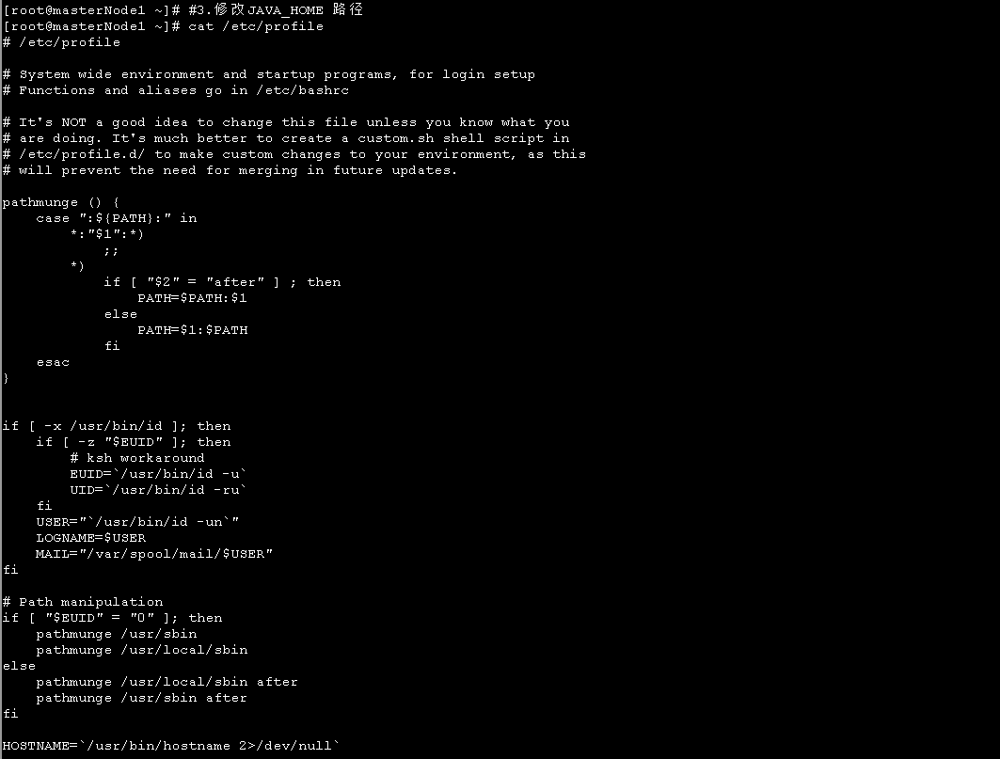 [root@masterNode1 ~]# #3.修改JAVA_HOME 路径
[root@masterNode1 ~]# cat /etc/profile
# /etc/profile

# System wide environment and startup programs, for login setup
# Functions and aliases go in /etc/bashrc

# It's NOT a good idea to change this file unless you know what you
# are doing. It's much better to create a custom.sh shell script in
# /etc/profile.d/ to make custom changes to your environment, as this
# will prevent the need for merging in future updates.

pathmunge () {
    case ":${PATH}:" in
        *:"$1":*)
            ;;
        *)
            if [ "$2" = "after" ] ; then
                PATH=$PATH:$1
            else
                PATH=$1:$PATH
            fi
    esac
}


if [ -x /usr/bin/id ]; then
    if [ -z "$EUID" ]; then
        # ksh workaround
        EUID=`/usr/bin/id -u`
        UID=`/usr/bin/id -ru`
    fi
    USER="`/usr/bin/id -un`"
    LOGNAME=$USER
    MAIL="/var/spool/mail/$USER"
fi

# Path manipulation
if [ "$EUID" = "0" ]; then
    pathmunge /usr/sbin
    pathmunge /usr/local/sbin
else
    pathmunge /usr/local/sbin after
    pathmunge /usr/sbin after
fi

HOSTNAME=`/usr/bin/hostname 2>/dev/null`